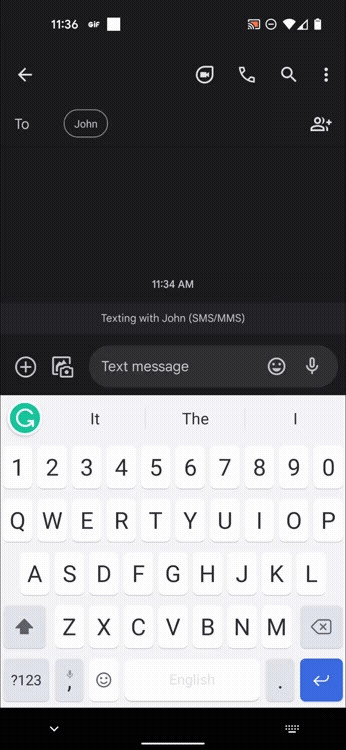 11:36 GIF
To John
11:34 AM
Texting with John (SMS/MMS)
Text message
It The I
1 2 3 4 5 6 7 8 9 0
Q W E R T Y U I O P
A S D F G H J K L
Z X C V B N M
?123 , English .